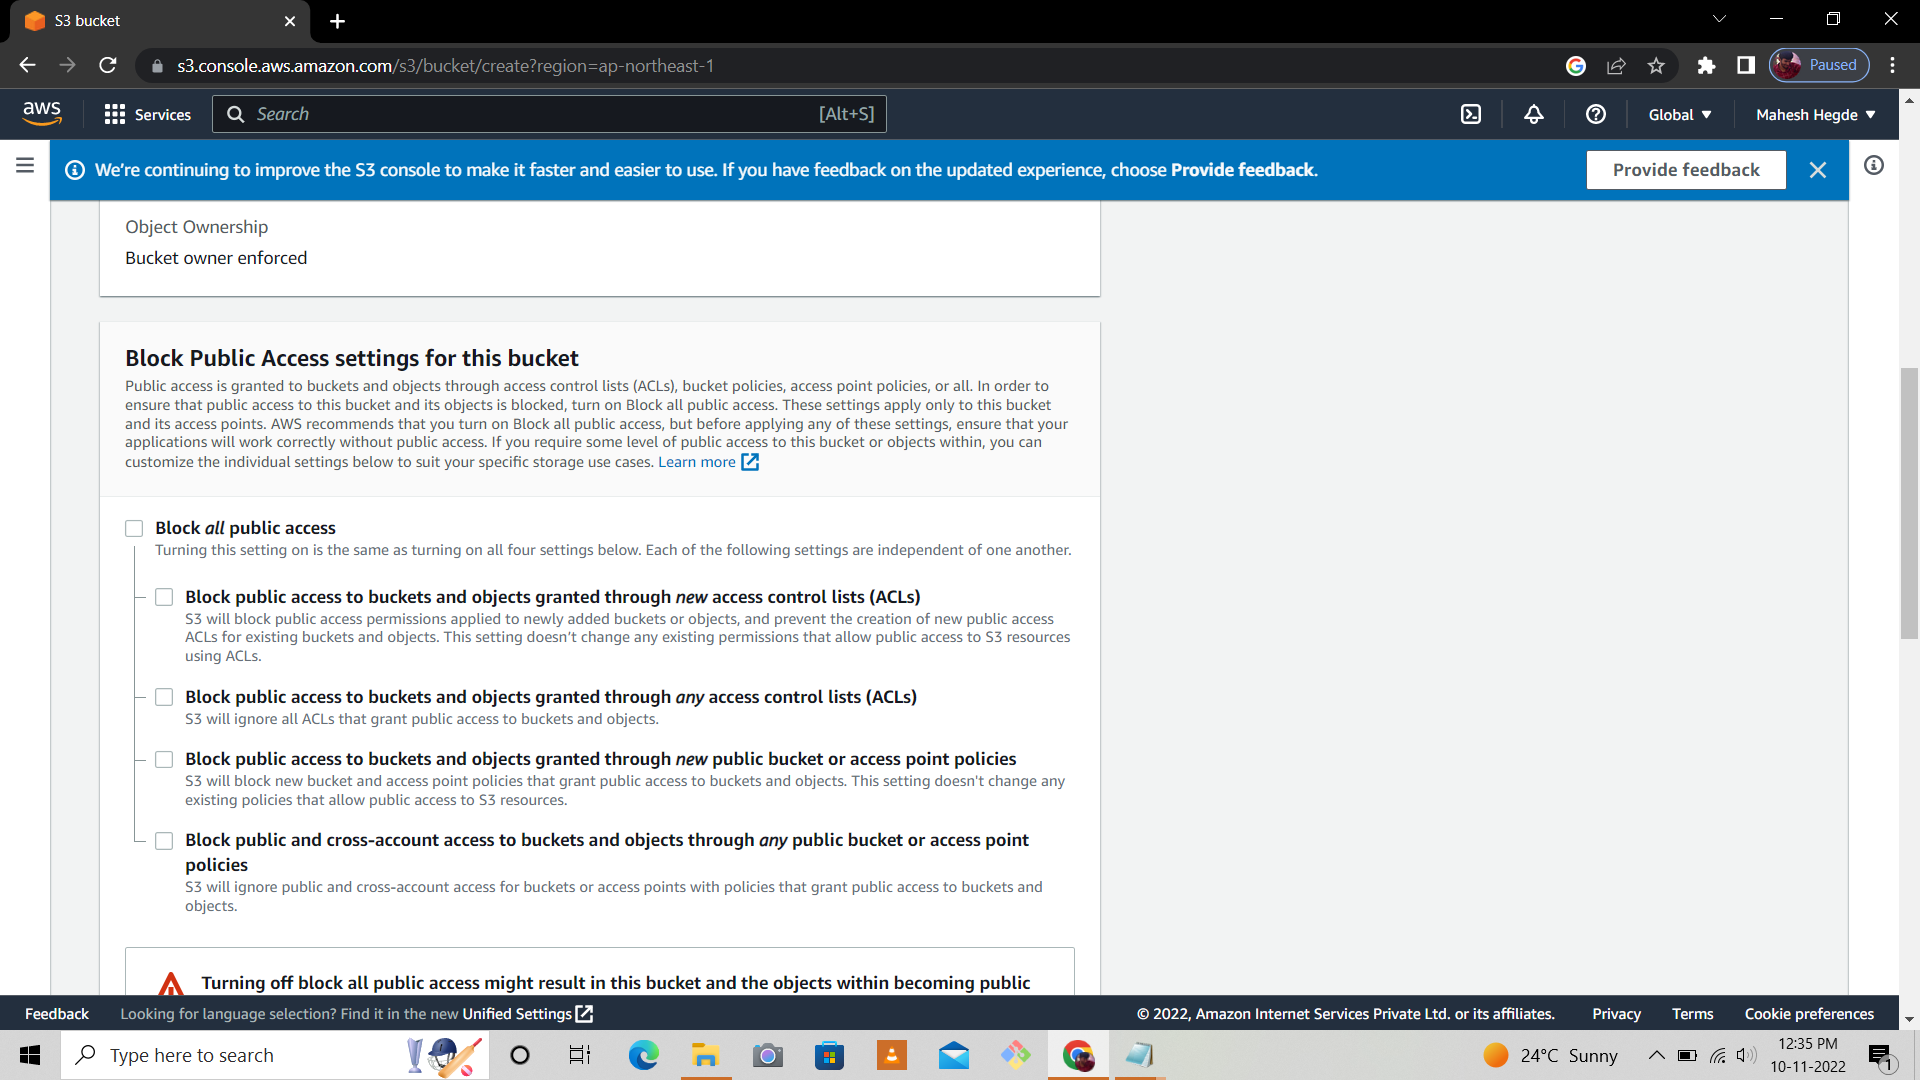 S3 bucket
s3.console.aws.amazon.com/s3/bucket/create?region=ap-northeast-1
Paused
aws
Services
Search
[Alt+S]
Global
Mahesh Hegde
We're continuing to improve the S3 console to make it faster and easier to use. If you have feedback on the updated experience, choose Provide feedback.
Provide feedback
Object Ownership
Bucket owner enforced
Block Public Access settings for this bucket
Public access is granted to buckets and objects through access control lists (ACLs), bucket policies, access point policies, or all. In order to
ensure that public access to this bucket and its objects is blocked, turn on Block all public access. These settings apply only to this bucket
and its access points. AWS recommends that you turn on Block all public access, but before applying any of these settings, ensure that your
applications will work correctly without public access. If you require some level of public access to this bucket or objects within, you can
customize the individual settings below to suit your specific storage use cases. Learn more
Block all public access
Turning this setting on is the same as turning on all four settings below. Each of the following settings are independent of one another.
Block public access to buckets and objects granted through new access control lists (ACLs)
S3 will block public access permissions applied to newly added buckets or objects, and prevent the creation of new public access
ACLs for existing buckets and objects. This setting doesn't change any existing permissions that allow public access to S3 resources
using ACLs.
Block public access to buckets and objects granted through any access control lists (ACLs)
S3 will ignore all ACLs that grant public access to buckets and objects.
Block public access to buckets and objects granted through new public bucket or access point policies
S3 will block new bucket and access point policies that grant public access to buckets and objects. This setting doesn't change any
existing policies that allow public access to S3 resources.
Block public and cross-account access to buckets and objects through any public bucket or access point
policies
S3 will ignore public and cross-account access for buckets or access points with policies that grant public access to buckets and
objects.
Turning off block all public access might result in this bucket and the objects within becoming public
Feedback
Looking for language selection? Find it in the new Unified Settings
© 2022, Amazon Internet Services Private Ltd. or its affiliates.
Privacy
Terms
Cookie preferences
Type here to search
24°C Sunny
12:35 PM
10-11-2022
1